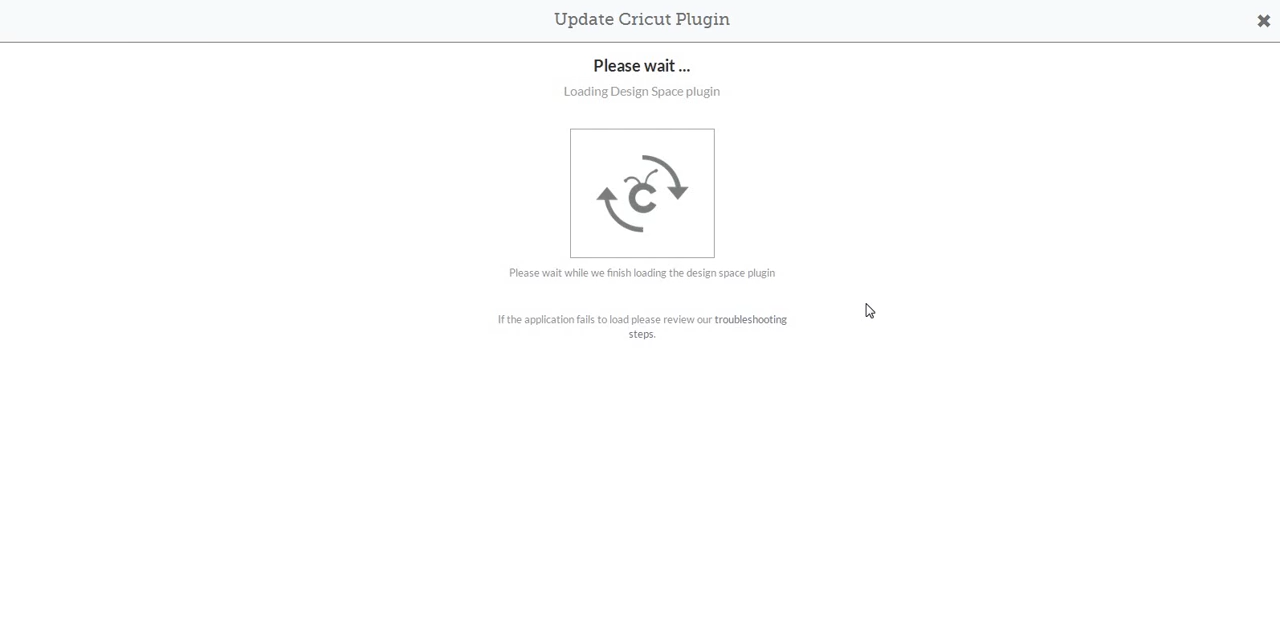 Update Cricut Plugin
Please wait ...
Loading Design Space plugin
Please wait while we finish loading the design space plugin
If the application fails to load please review our troubleshooting
steps.